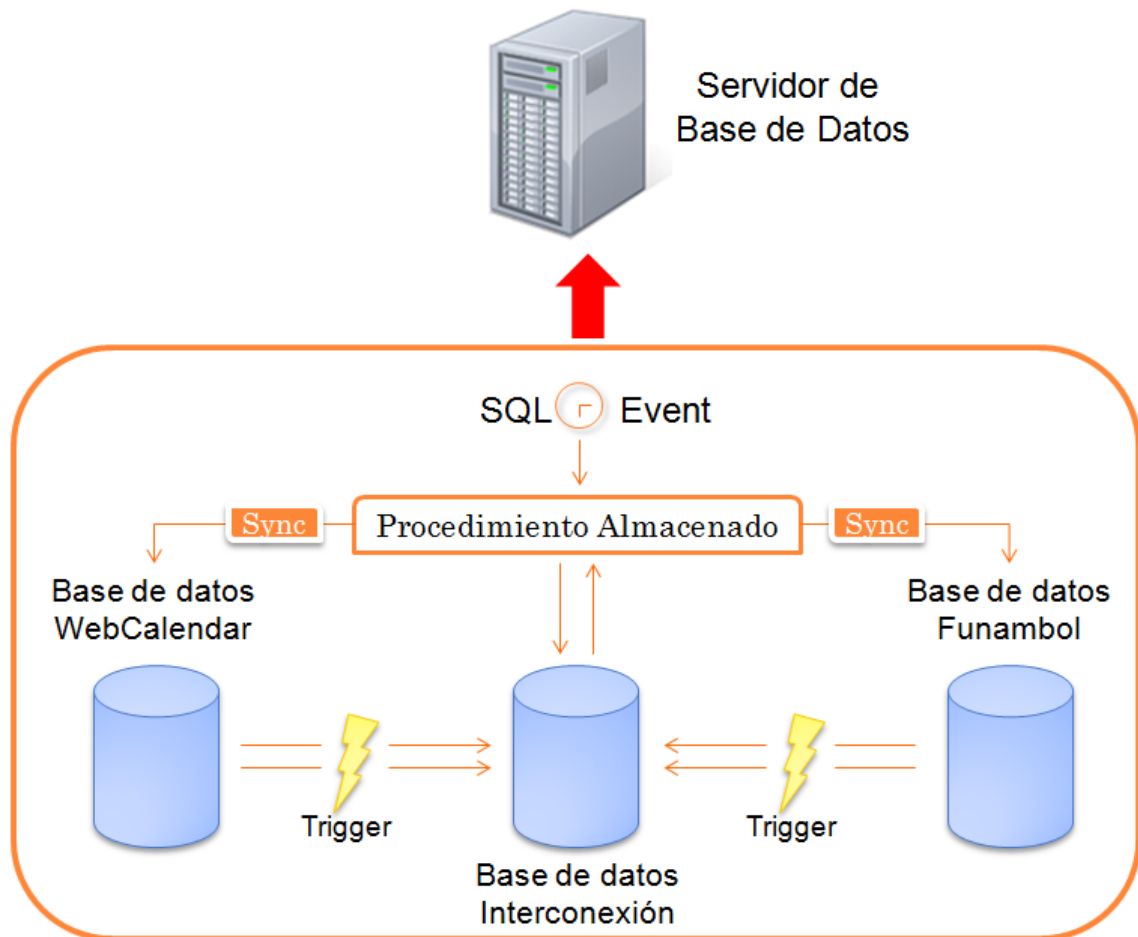 Servidor de
Base de Datos
SQL Event
Sync
Procedimiento Almacenado
Sync
Base de datos
WebCalendar
Base de datos
Funambol
Trigger
Trigger
Base de datos
Interconexión